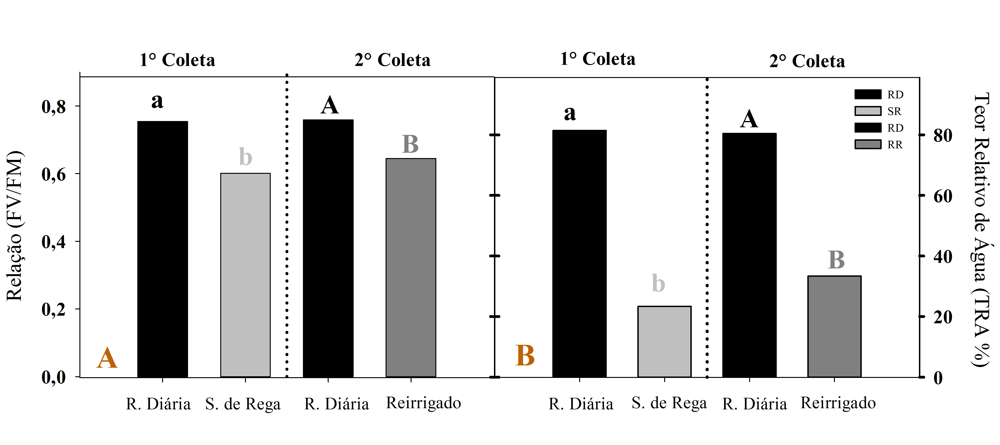 1° Coleta
2° Coleta
1° Coleta
2° Coleta
Relação (FV/FM)
0,8
0,6
0,4
0,2
0,0
a
b
A
B
A
a
b
A
B
B
RD
SR
RD
RR
80
60
40
20
0
Teor Relativo de Água (TRA %)
R. Diária
S. de Rega
R. Diária
Reirrigado
R. Diária
S. de Rega
R. Diária
Reirrigado